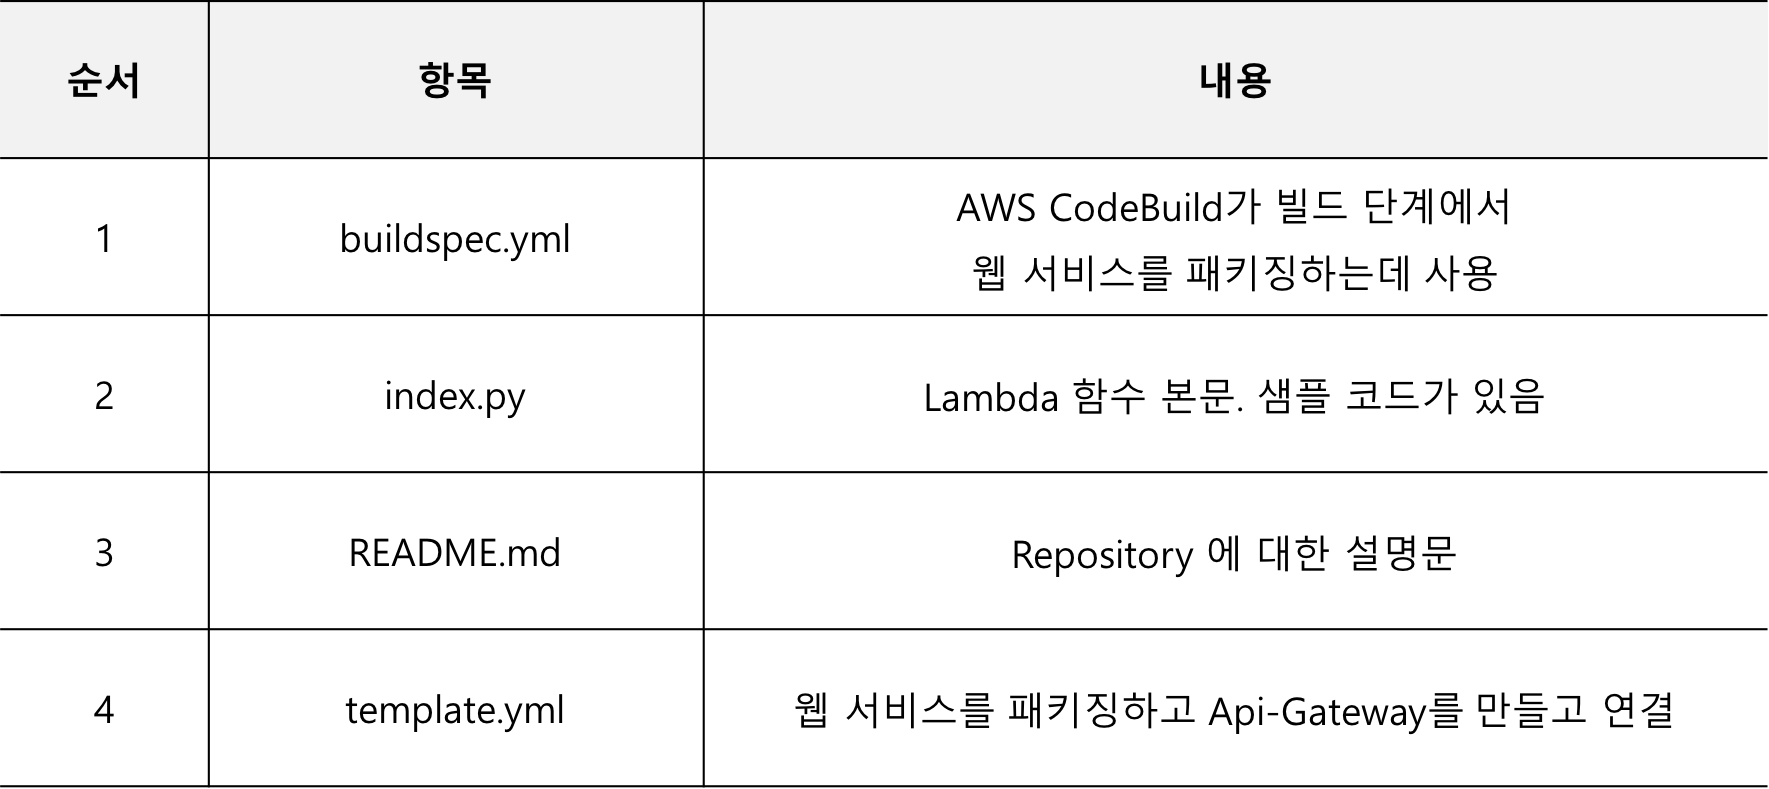 순서 항목 내용
1 buildspec.yml AWS CodeBuild가 빌드 단계에서
웹 서비스를 패키징하는데 사용
2 index.py Lambda 함수 본문. 샘플 코드가 있음
3 README.md Repository 에 대한 설명문
4 template.yml 웹 서비스를 패키징하고 Api-Gateway를 만들고 연결